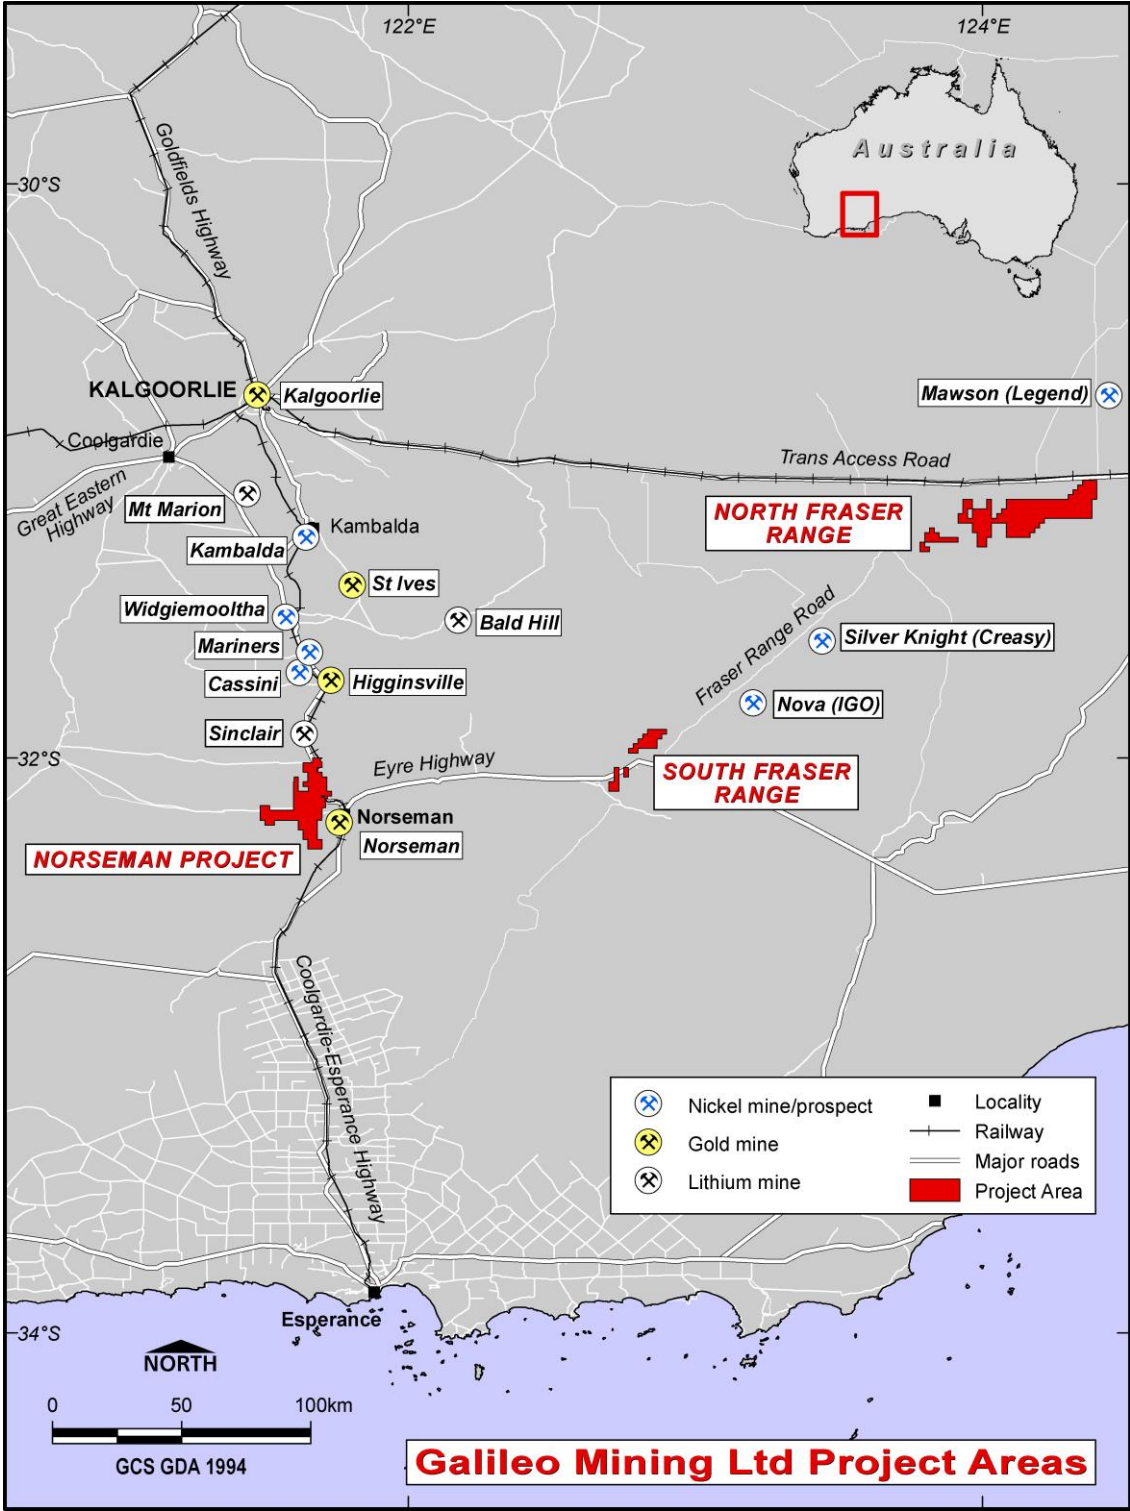 122°E
124°E
Goldfields Highway
Australia
30°S
KALGOORLIE
Kalgoorlie
Mawson (Legend)
Coolgardie
Trans Access Road
Great Eastern
Highway
Mt Marion
NORTH FRASER
RANGE
Kambalda
Kambalda
St Ives
Widgiemooltha
Bald Hill
Fraser Range Road
Silver Knight (Creasy)
Mariners
Cassini
Higginsville
Nova (IGO)
Sinclair
32°S
Eyre Highway
SOUTH FRASER
RANGE
Norseman
Norseman
NORSEMAN PROJECT
Coolgardie-Esperance Highway
Nickel mine/prospect
Gold mine
Lithium mine
Locality
Railway
Major roads
Project Area
Esperance
34°S
NORTH
0 50 100km
GCS GDA 1994
Galileo Mining Ltd Project Areas